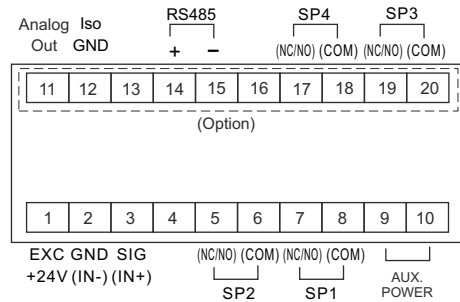 RS485 SP4 SP3
Analog Iso
Out GND + − (NC/NO) (COM) (NC/NO) (COM)
11 12 13 14 15 16 17 18 19 20
(Option)
1 2 3 4 5 6 7 8 9 10
EXC GND SIG (NC/NO) (COM) (NC/NO) (COM)
+24V (IN-) (IN+)
SP2 SP1 AUX.
POWER